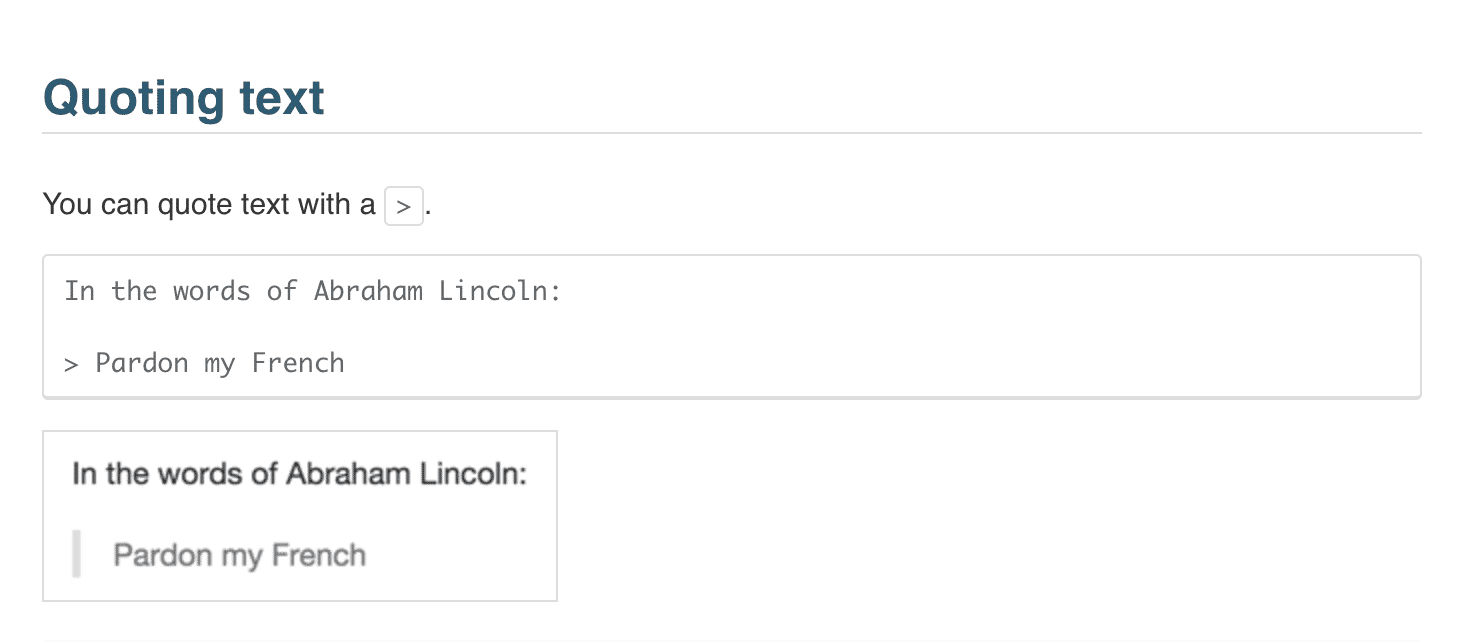 Quoting text
You can quote text with a >.
In the words of Abraham Lincoln:
> Pardon my French
In the words of Abraham Lincoln:
Pardon my French